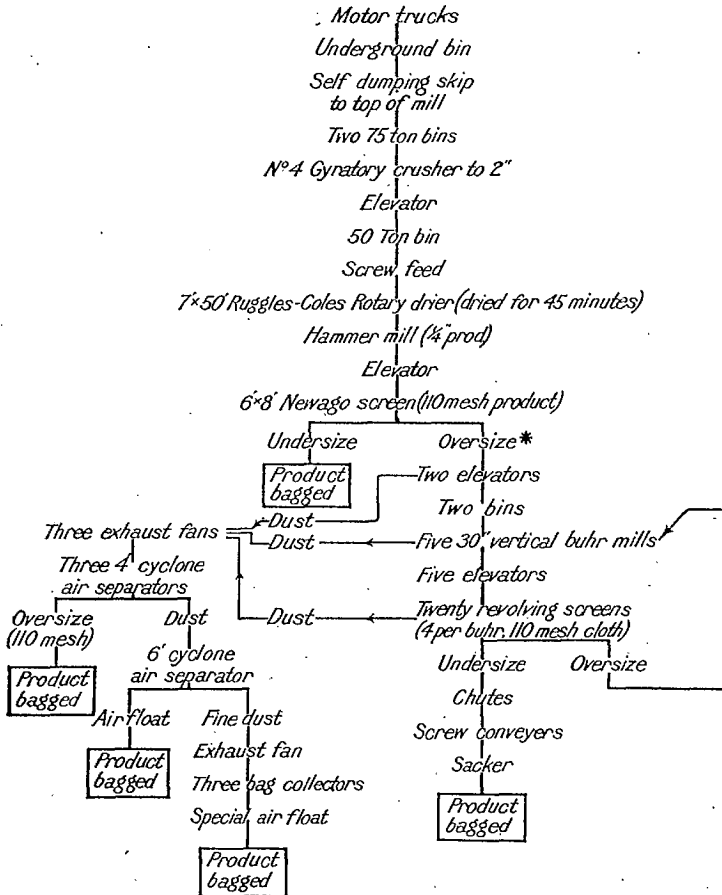 Motor trucks
Underground bin
Self dumping skip
to top of mill
Two 75 ton bins
Nº4 Gyratory crusher to 2"
Elevator
50 Ton bin
Screw feed
7'×50' Ruggles-Coles Rotary drier (dried for 45 minutes)
Hammer mill (¼" prod)
Elevator
6'×8' Newago screen (110 mesh product)
Undersize
Oversize*
Product
bagged
Two elevators
Two bins
Dust
Three exhaust fans
Dust
Five 30" vertical buhr mills
Three 4' cyclone
air separators
Five elevators
Oversize
(110 mesh)
Dust
Dust
Twenty revolving screens
(4 per buhr. 110 mesh cloth)
Product
bagged
6' cyclone
air separator
Undersize
Oversize
Chutes
Air float
Fine dust
Screw conveyers
Product
bagged
Exhaust fan
Sacker
Three bag collectors
Product
bagged
Special air float
Product
bagged